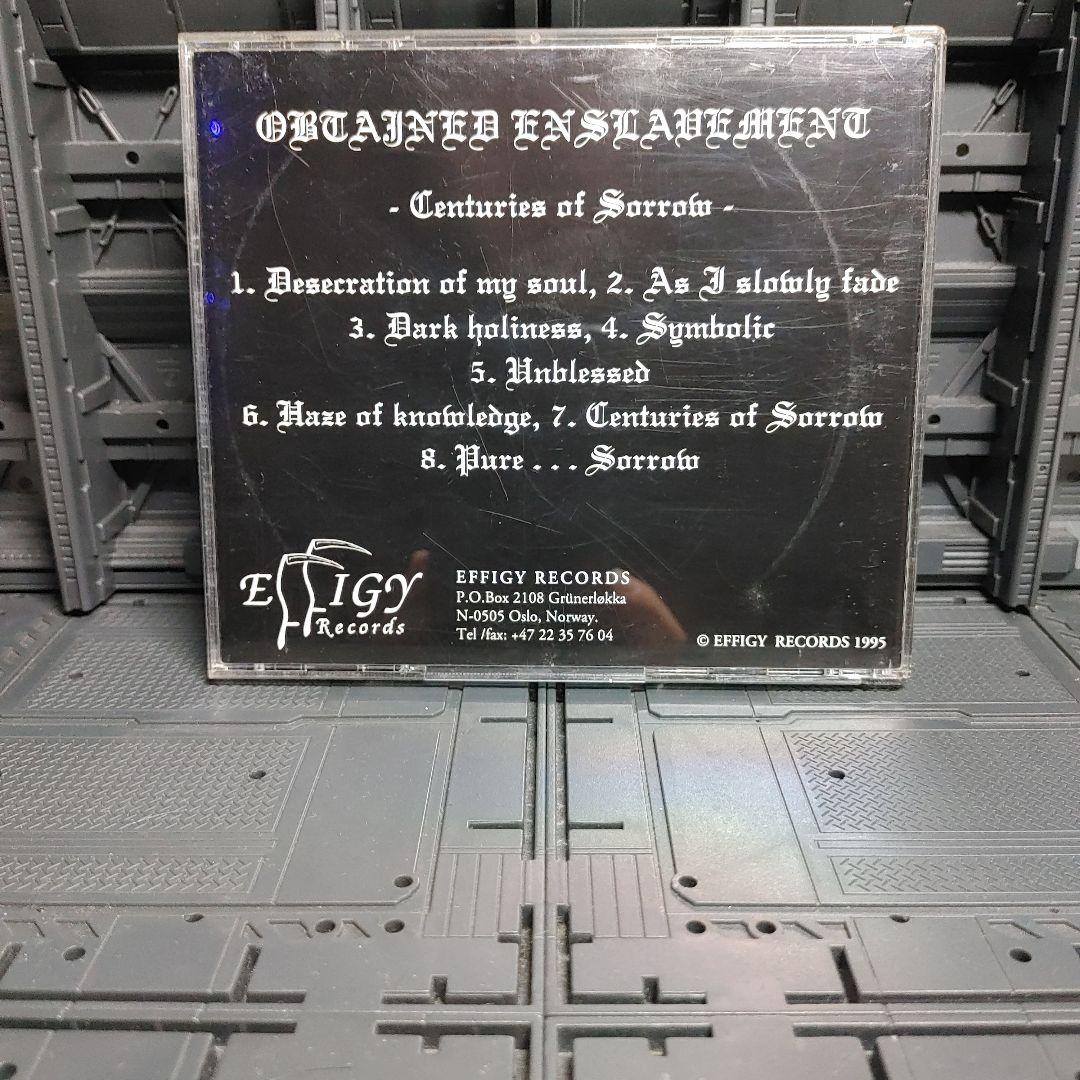 OBTAINED ENSLAVEMENT
- Centuries of Sorrow -
1. Desecration of my soul, 2. As I slowly fade
3. Dark holiness, 4. Symbolic
5. Unblessed
6. Haze of knowledge, 7. Centuries of Sorrow
8. Pure . . . Sorrow
EFFIGY
Records
EFFIGY RECORDS
P.O.Box 2108 Grünerløkka
N-0505 Oslo, Norway.
Tel /fax: +47 22 35 76 04
© EFFIGY RECORDS 1995